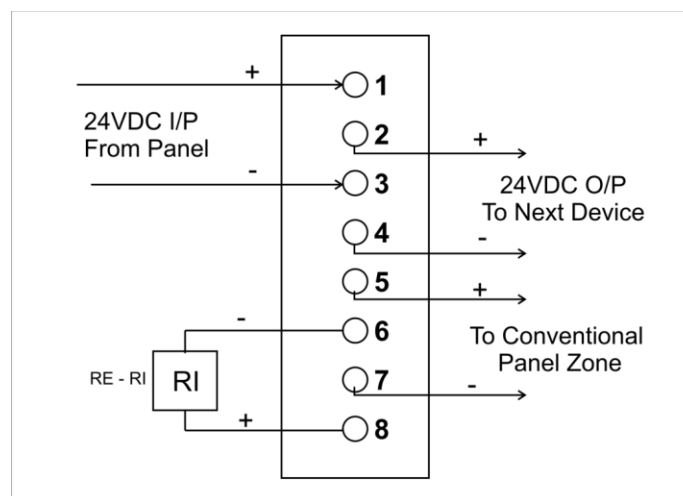 +
1
24VDC I/P
From Panel
2
+
-
3
24VDC O/P
To Next Device
4
-
5
+
-
6
To Conventional
Panel Zone
RE - RI
RI
7
-
+
8